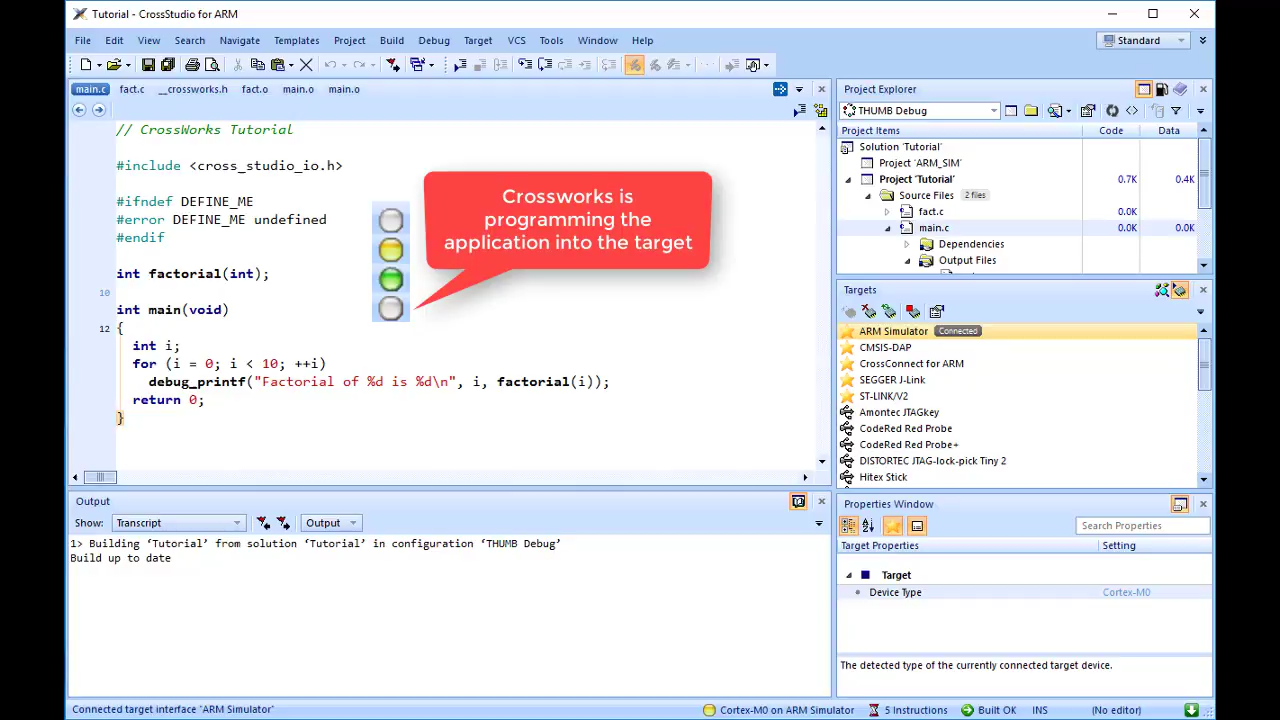 Tutorial - CrossStudio for ARM
File Edit View Search Navigate Templates Project Build Debug Target VCS Tools Window Help
Standard
main.c fact.c __crossworks.h fact.o main.o main.o
// CrossWorks Tutorial
#include <cross_studio_io.h>
#ifndef DEFINE_ME
#error DEFINE_ME undefined
#endif
int factorial(int);
10
int main(void)
12 {
int i;
for (i = 0; i < 10; ++i)
debug_printf("Factorial of %d is %d\n", i, factorial(i));
return 0;
}
Crossworks is
programming the
application into the target
Project Explorer
THUMB Debug
Project Items Code Data
Solution 'Tutorial'
Project 'ARM_SIM'
Project 'Tutorial' 0.7K 0.4K
Source Files 2 files
fact.c 0.0K 0.0K
main.c 0.0K 0.0K
Dependencies
Output Files
Targets
ARM Simulator Connected
CMSIS-DAP
CrossConnect for ARM
SEGGER J-Link
ST-LINK/V2
Amontec JTAGkey
CodeRed Red Probe
CodeRed Red Probe+
DISTORTEC JTAG-lock-pick Tiny 2
Hitex Stick
Output
Show: Transcript Output
1> Building ‘Tutorial’ from solution ‘Tutorial’ in configuration ‘THUMB Debug’
Build up to date
Properties Window
Search Properties
Target Properties Setting
Target
Device Type Cortex-M0
The detected type of the currently connected target device.
Connected target interface ‘ARM Simulator’ Cortex-M0 on ARM Simulator 5 Instructions Built OK INS (No editor)